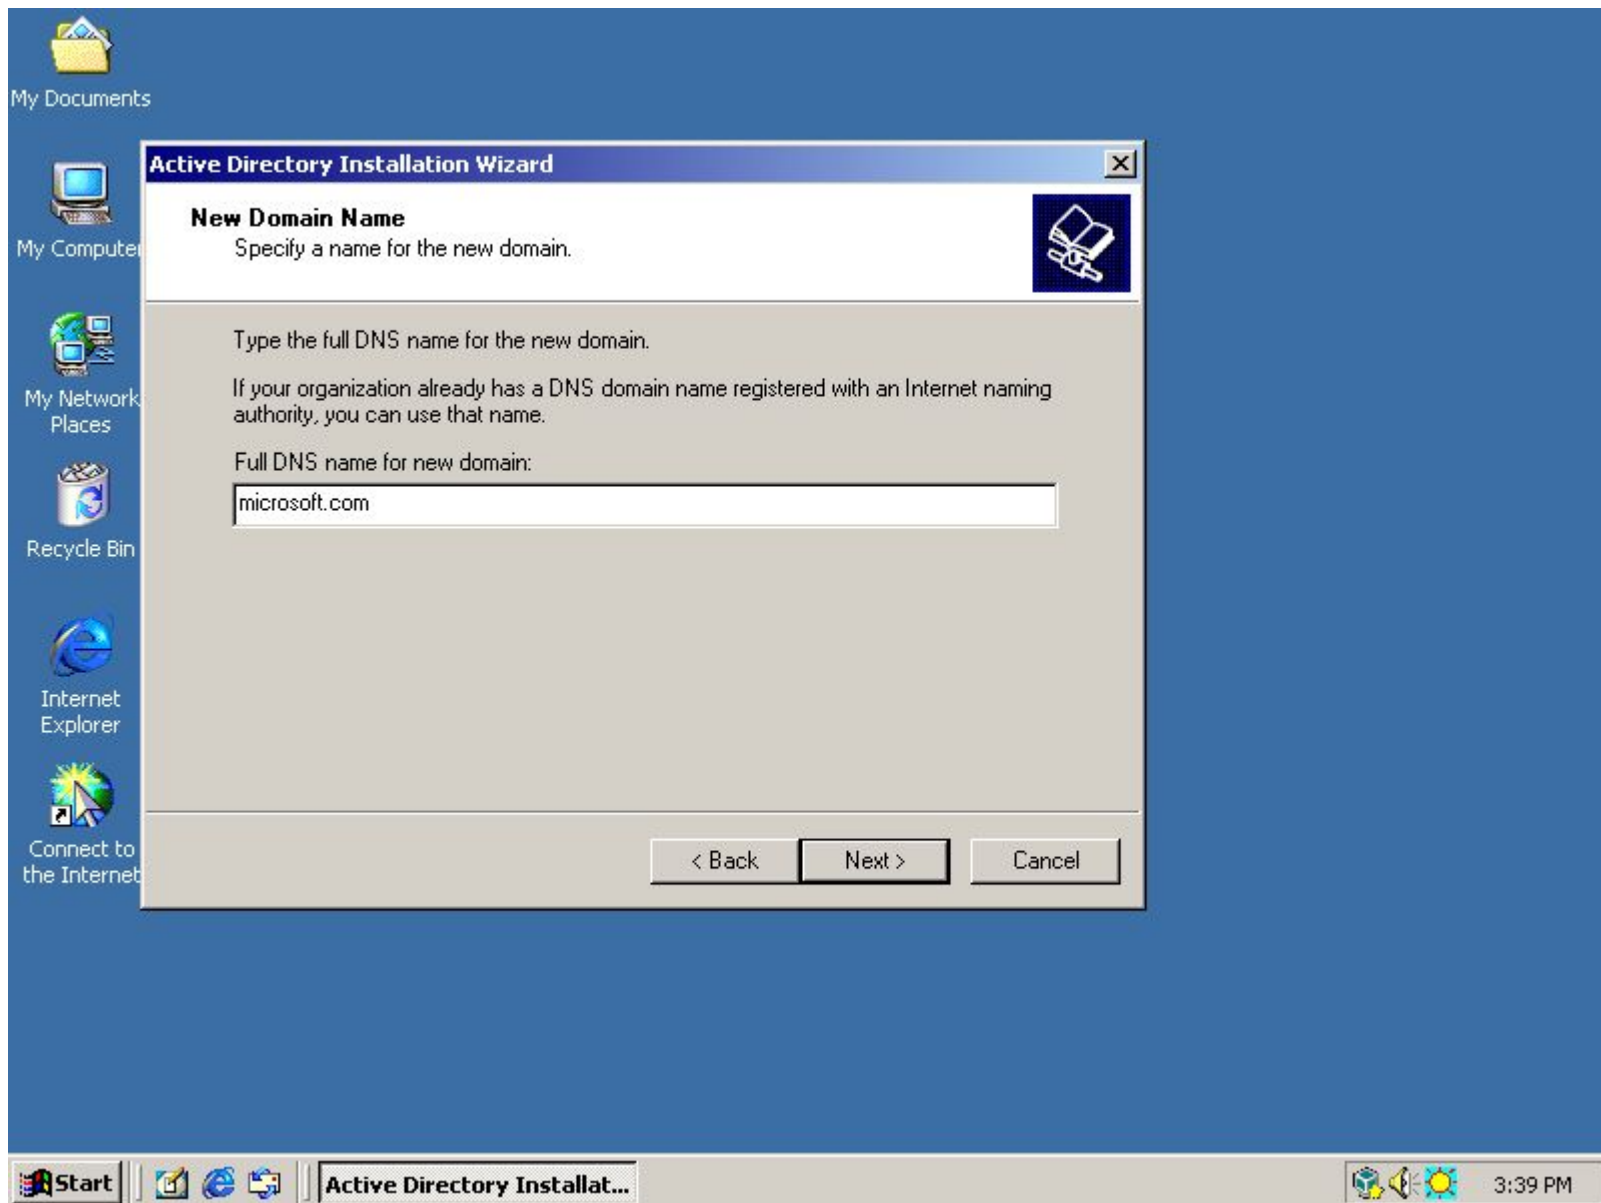 My Documents
My Computer
My Network
Places
Recycle Bin
Internet
Explorer
Connect to
the Internet
Active Directory Installation Wizard
New Domain Name
Specify a name for the new domain.
Type the full DNS name for the new domain.
If your organization already has a DNS domain name registered with an Internet naming
authority, you can use that name.
Full DNS name for new domain:
microsoft.com
< Back
Next >
Cancel
Start
Active Directory Installat...
3:39 PM